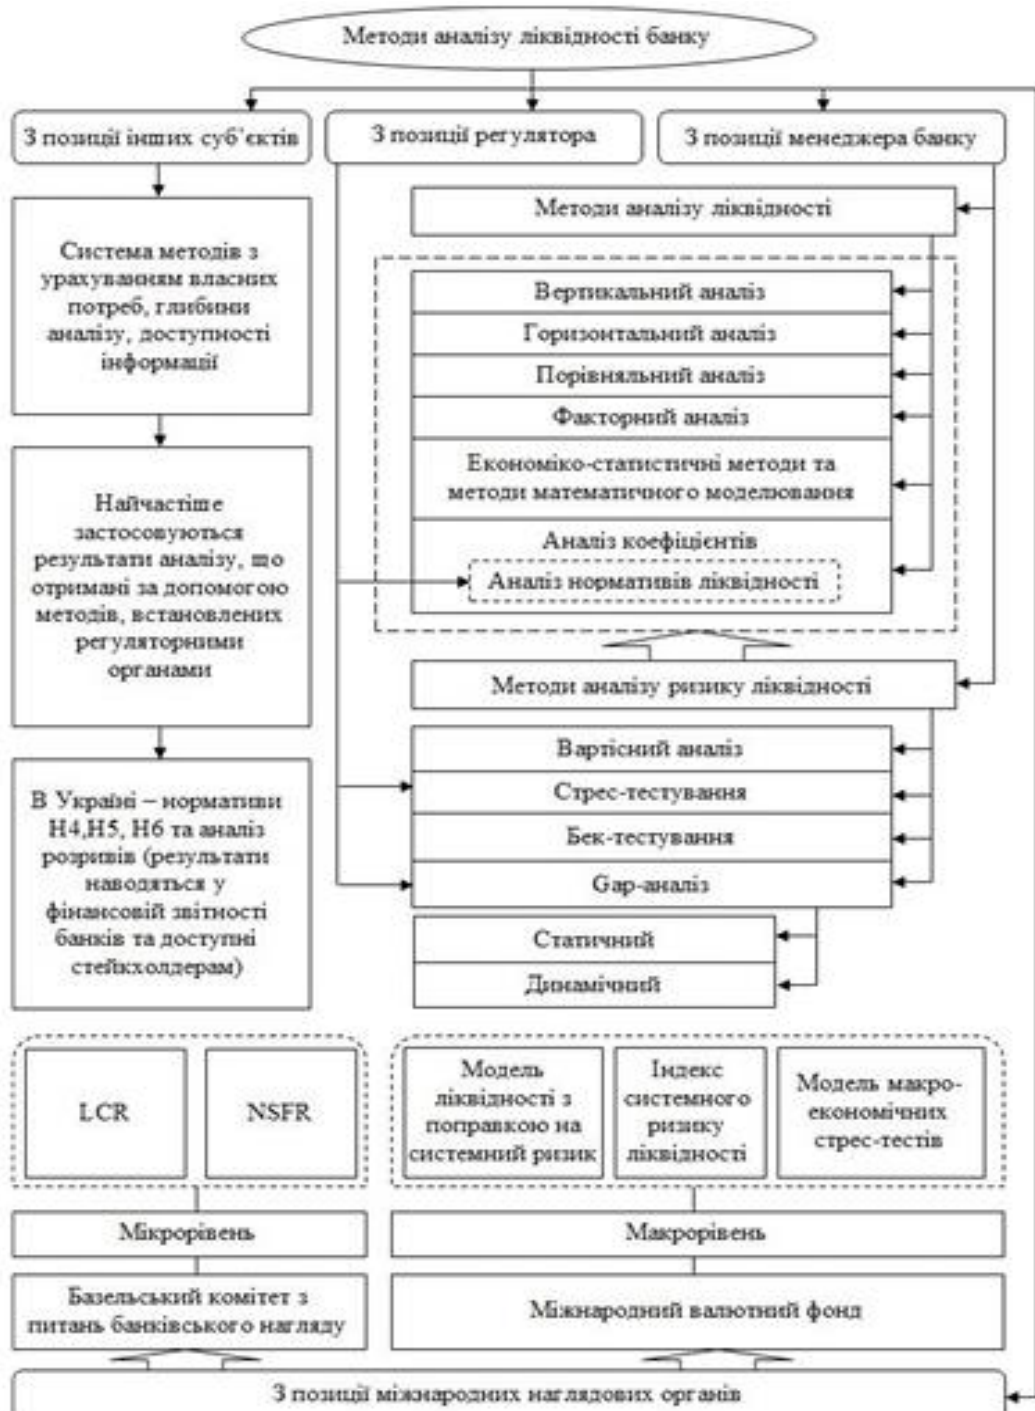 Методи аналізу ліквідності банку
З позиції інших суб'єктів
З позиції регулятора
З позиції менеджера банку
Система методів з
урахуванням власних
потреб, глибини
аналізу, доступності
інформації
Найчастіше
застосовуються
результати аналізу, що
отримані за допомогою
методів, встановлених
регуляторними
органами
В Україні – нормативи
Н4,Н5, Н6 та аналіз
розривів (результати
наводяться у
фінансовій звітності
банків та доступні
стейкхолдерам)
Методи аналізу ліквідності
Вертикальний аналіз
Горизонтальний аналіз
Порівняльний аналіз
Факторний аналіз
Економіко-статистичні методи та
методи математичного моделювання
Аналіз коефіцієнтів
Аналіз нормативів ліквідності
Методи аналізу ризику ліквідності
Вартісний аналіз
Стрес-тестування
Бек-тестування
Gap-аналіз
Статичний
Динамічний
LCR
NSFR
Модель
ліквідності з
поправкою на
системний ризик
Індекс
системного
ризику
ліквідності
Модель макро-
економічних
стрес-тестів
Мікрорівень
Макрорівень
Базельський комітет з
питань банківського нагляду
Міжнародний валютний фонд
З позиції міжнародних наглядових органів